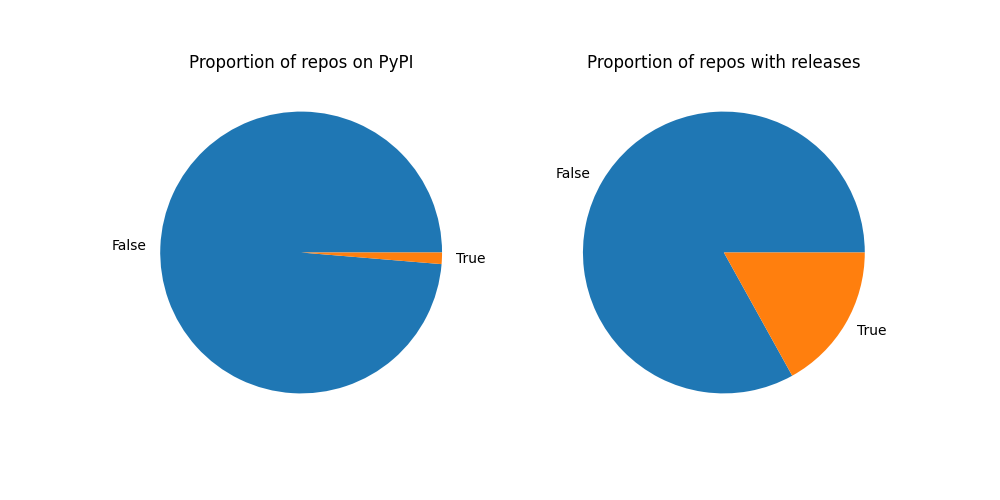 Proportion of repos on PyPI
False
True
Proportion of repos with releases
False
True